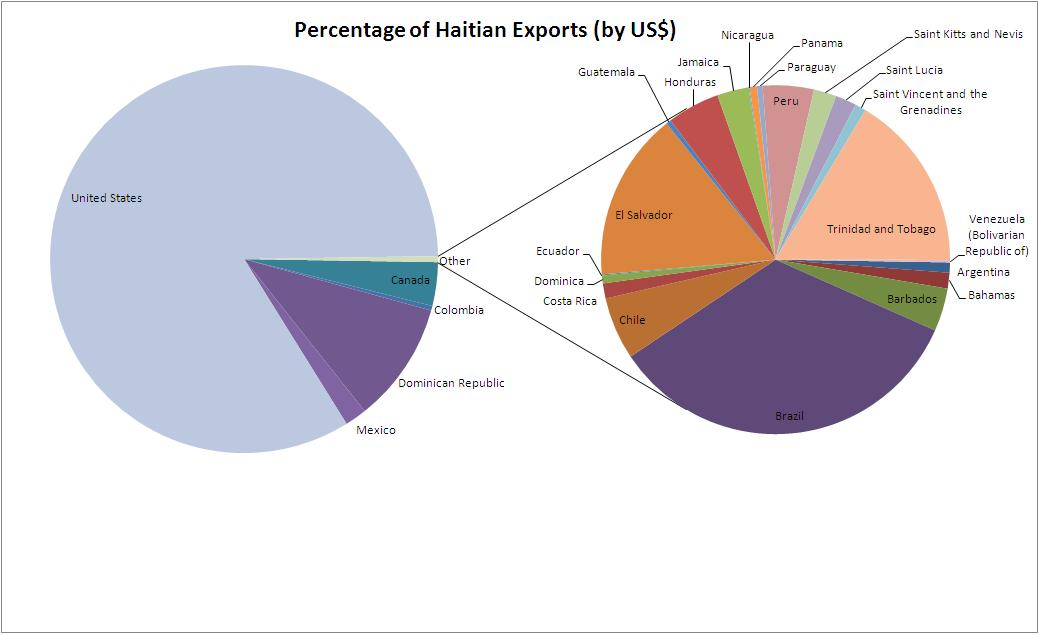 Percentage of Haitian Exports (by US$)
United States
Other
Canada
Colombia
Dominican Republic
Mexico
Nicaragua
Panama
Saint Kitts and Nevis
Jamaica
Paraguay
Guatemala
Honduras
Saint Lucia
Peru
Saint Vincent and the
Grenadines
El Salvador
Trinidad and Tobago
Venezuela
(Bolivarian
Republic of)
Ecuador
Argentina
Dominica
Bahamas
Costa Rica
Barbados
Chile
Brazil